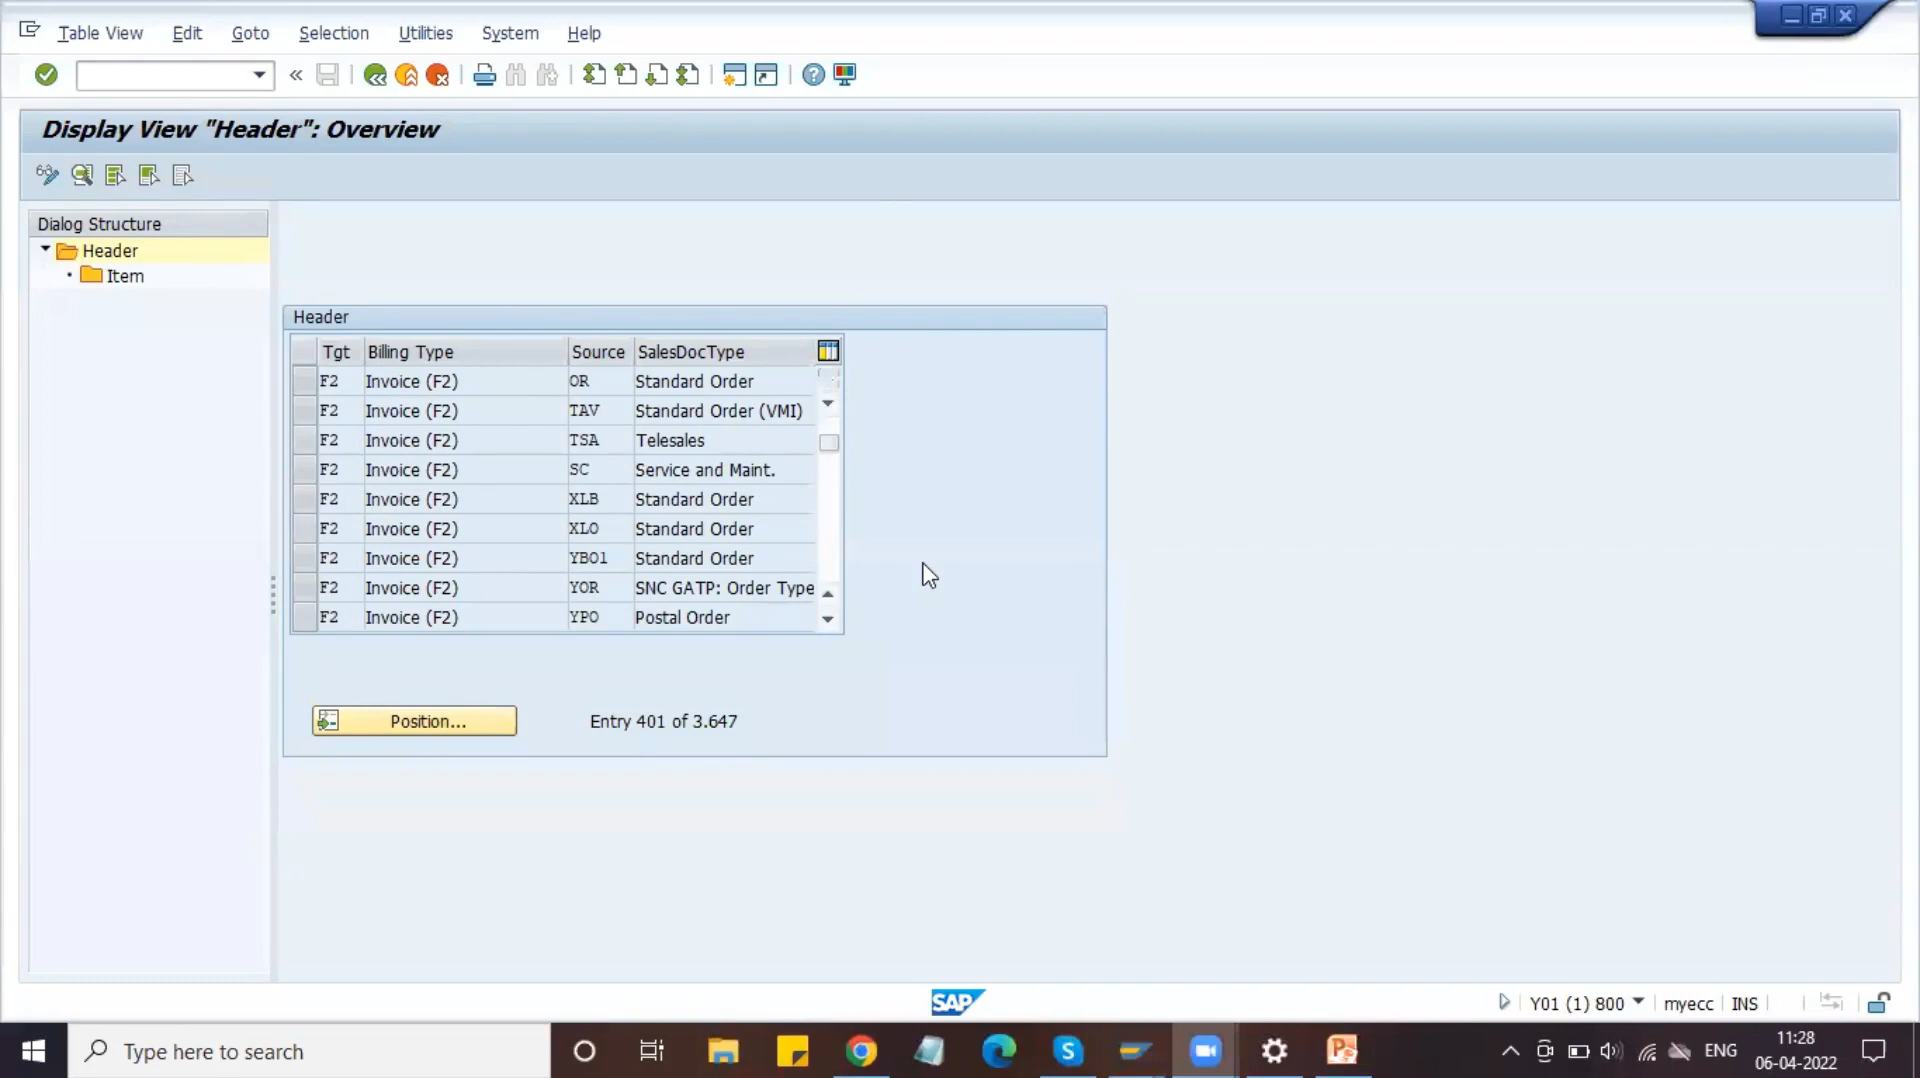 Table View Edit Goto Selection Utilities System Help
Display View "Header": Overview
Dialog Structure
Header
Item
Header
Tgt Billing Type Source SalesDocType
F2 Invoice (F2) OR Standard Order
F2 Invoice (F2) TAV Standard Order (VMI)
F2 Invoice (F2) TSA Telesales
F2 Invoice (F2) SC Service and Maint.
F2 Invoice (F2) XLB Standard Order
F2 Invoice (F2) XLO Standard Order
F2 Invoice (F2) YBO1 Standard Order
F2 Invoice (F2) YOR SNC GATP: Order Type
F2 Invoice (F2) YPO Postal Order
Position... Entry 401 of 3.647
SAP
Y01 (1) 800 myecc INS
Type here to search
ENG
11:28
06-04-2022